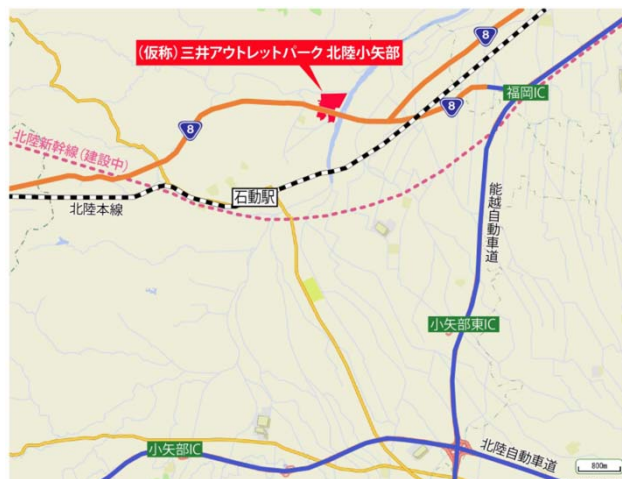 (仮称)三井アウトレットパーク 北陸小矢部
8
8
8
福岡IC
北陸新幹線(建設中)
石動駅
北陸本線
能越自動車道
小矢部東IC
小矢部IC
北陸自動車道
800m